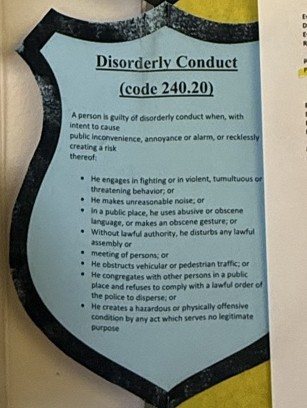 Disorderly Conduct
(code 240.20)
A person is guilty of disorderly conduct when, with
intent to cause
public inconvenience, annoyance or alarm, or recklessly
creating a risk
thereof:
• He engages in fighting or in violent, tumultuous or
threatening behavior; or
• He makes unreasonable noise; or
• In a public place, he uses abusive or obscene
language, or makes an obscene gesture; or
• Without lawful authority, he disturbs any lawful
assembly or
• meeting of persons; or
• He obstructs vehicular or pedestrian traffic; or
• He congregates with other persons in a public
place and refuses to comply with a lawful order of
the police to disperse; or
• He creates a hazardous or physically offensive
condition by any act which serves no legitimate
purpose